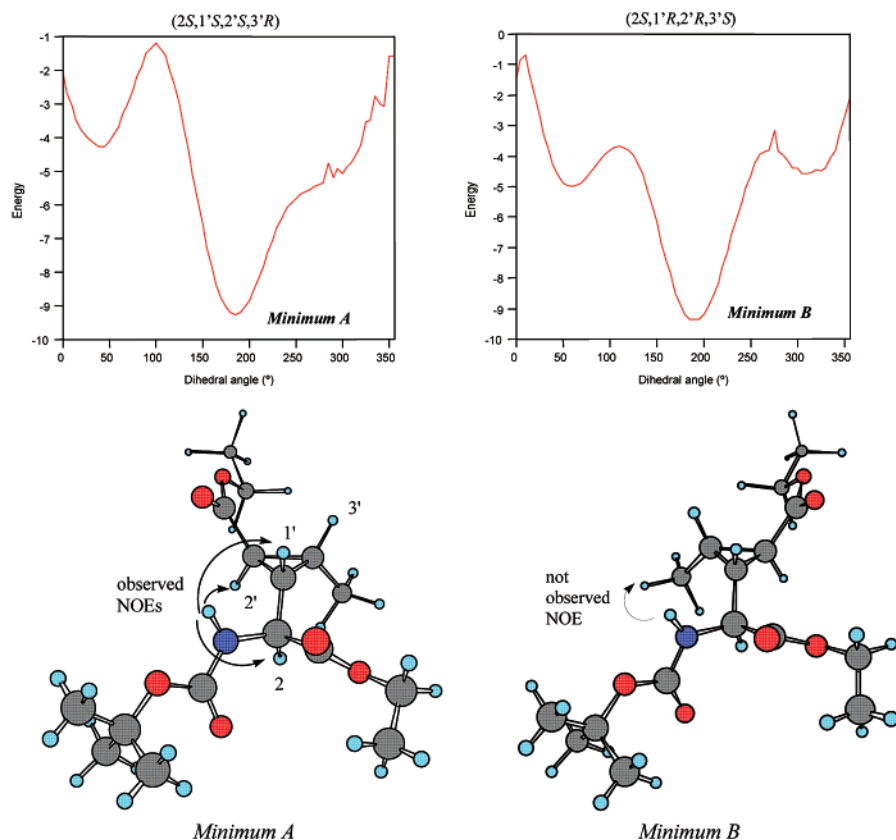 (2S,1'S,2'S,3'R)
-1
-2
-3
-4
-5
-6
-7
-8
-9
-10
Energy
Minimum A
0 50 100 150 200 250 300 350
Dihedral angle (º)
(2S,1'R,2'R,3'S)
0
-1
-2
-3
-4
-5
-6
-7
-8
-9
-10
Energy
Minimum B
0 50 100 150 200 250 300 350
Dihedral angle (º)
1'
3'
observed
NOEs
2'
2
Minimum A
not
observed
NOE
Minimum B